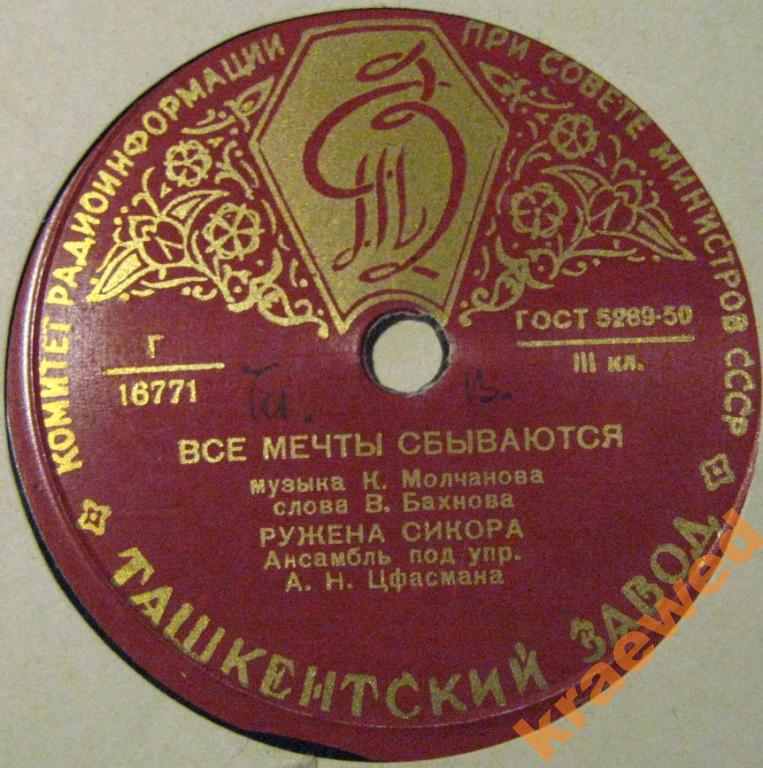 КОМИТЕТ РАДИОИНФОРМАЦИИ ПРИ СОВЕТЕ МИНИСТРОВ СССР
Г
16771
ГОСТ 5289-50
III кл.
ВСЕ МЕЧТЫ СБЫВАЮТСЯ
музыка К. Молчанова
слова В. Бахнова
РУЖЕНА СИКОРА
Ансамбль под упр.
А. Н. Цфасмана
ТАШКЕНТСКИЙ ЗАВОД
kraewed